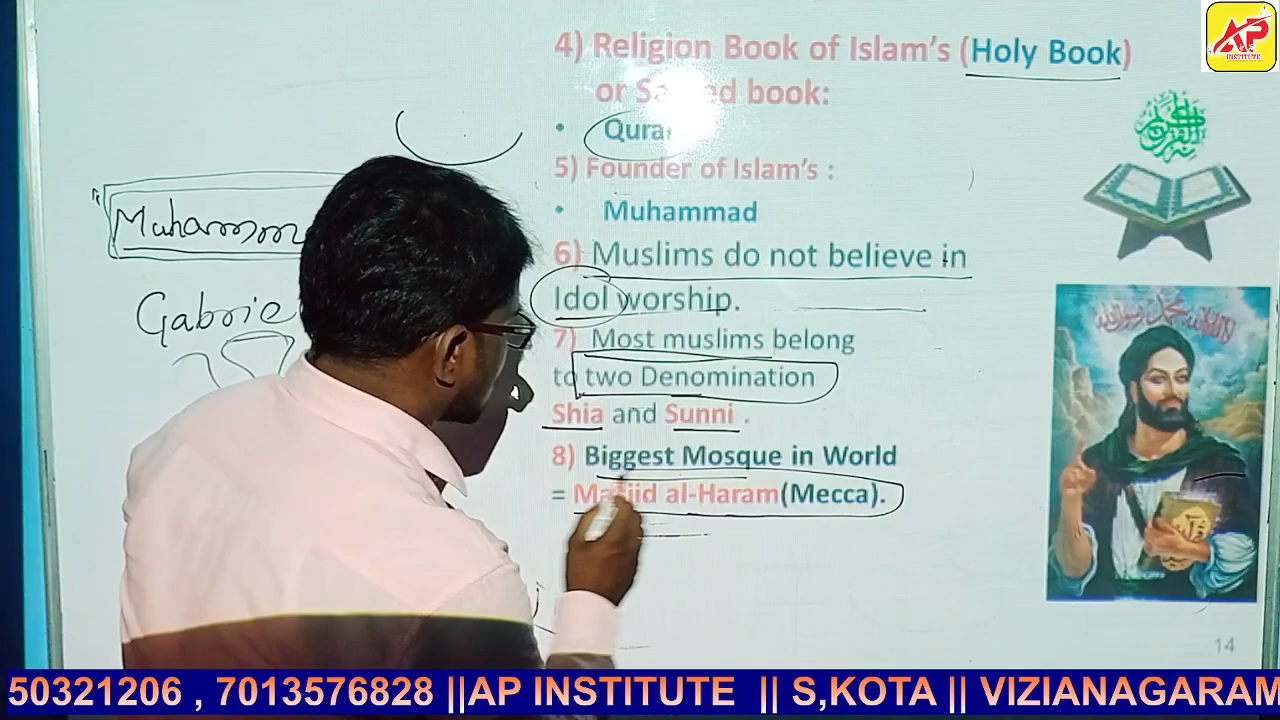 4) Religion Book of Islam's (Holy Book)
or book:
• Qura
5) Founder of Islam's :
• Muhammad
6) Muslims do not believe in
Idol worship.
7) Most muslims belong
to two Denomination
Shia and Sunni .
8) Biggest Mosque in World
= Masjid al-Haram(Mecca).
14
Gabrie
AP
INSTITUTE
50321206 , 7013576828 ||AP INSTITUTE || S,KOTA || VIZIANAGARAM